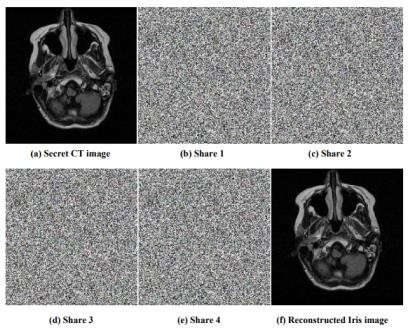 (a) Secret CT image
(b) Share 1
(c) Share 2
(d) Share 3
(e) Share 4
(f) Reconstructed Iris image